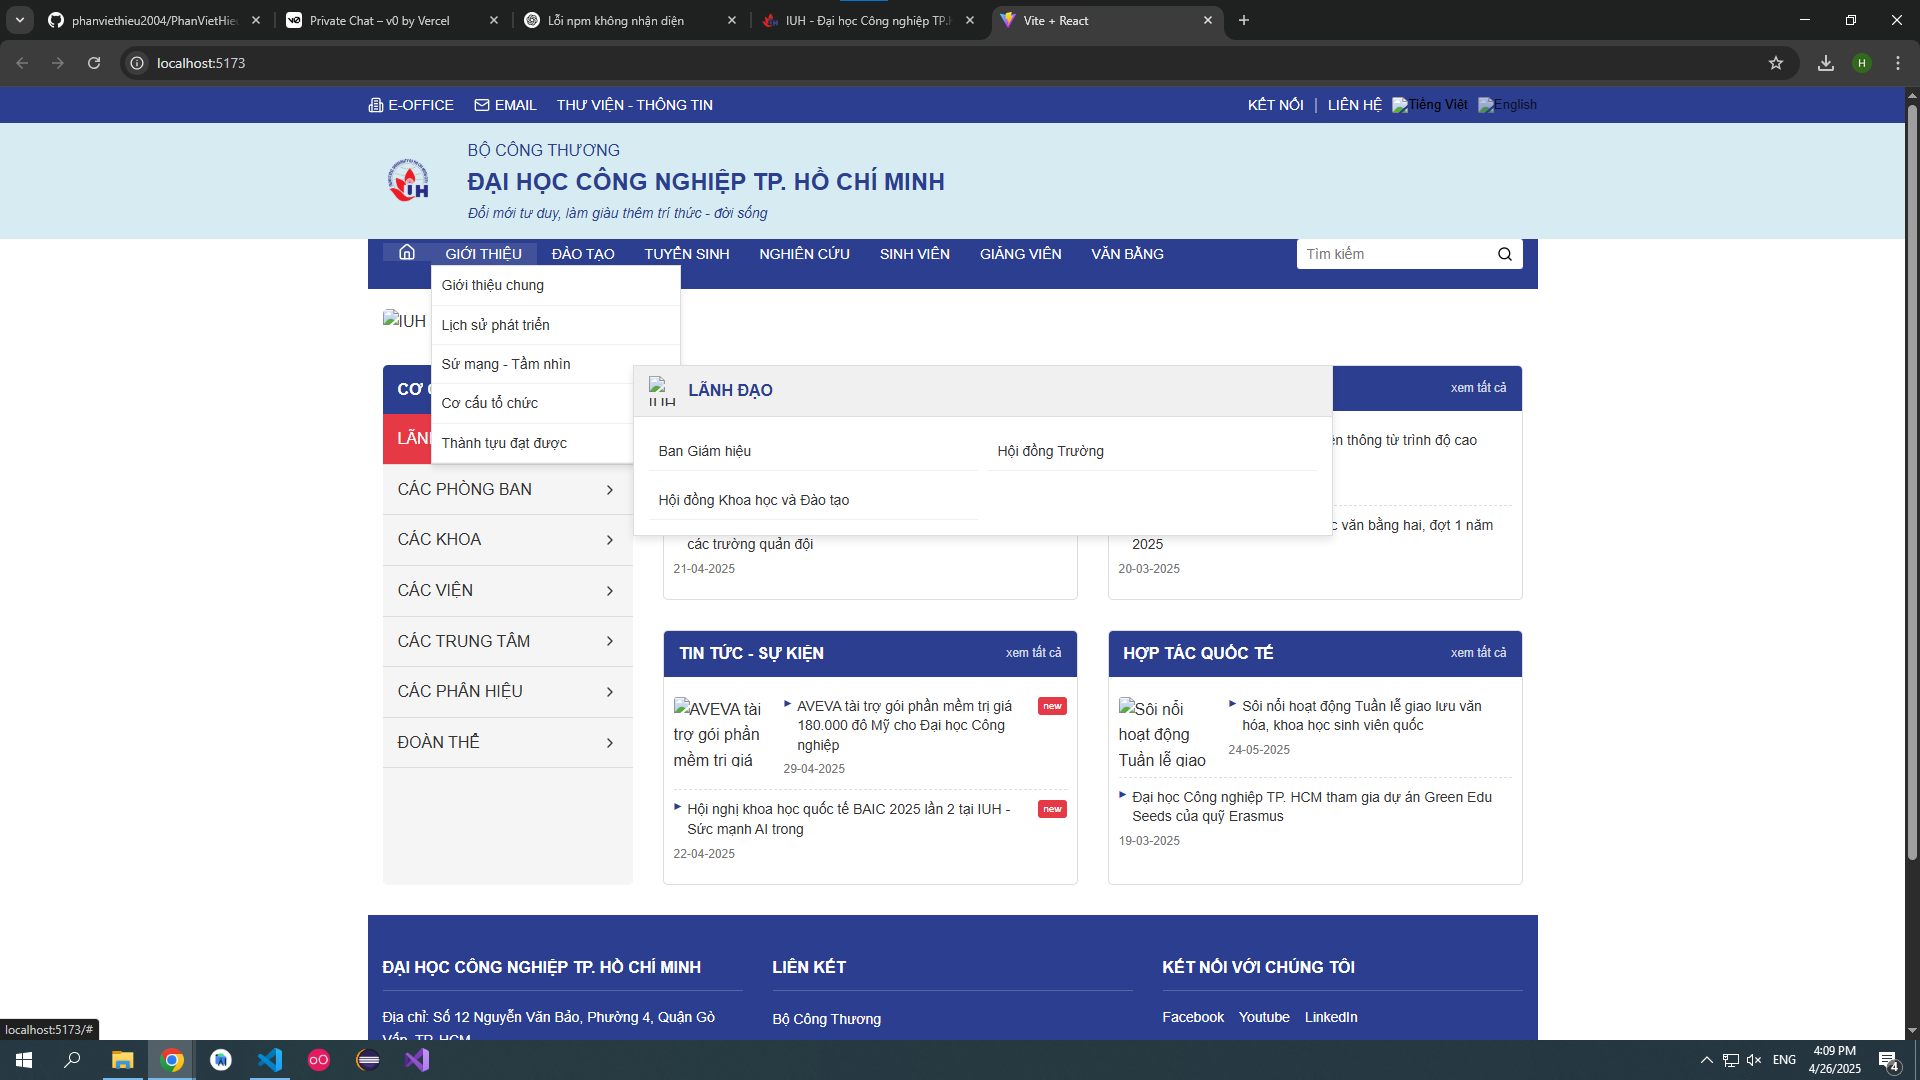 phanviethieu2004/PhanVietHieu
Private Chat – v0 by Vercel
Lỗi npm không nhận diện
IUH - Đại học Công nghiệp TP.H
Vite + React
localhost:5173
H
E-OFFICE
EMAIL
THƯ VIỆN - THÔNG TIN
KẾT NỐI | LIÊN HỆ
Tiếng Việt
English
IUH
BỘ CÔNG THƯƠNG
ĐẠI HỌC CÔNG NGHIỆP TP. HỒ CHÍ MINH
Đổi mới tư duy, làm giàu thêm trí thức - đời sống
GIỚI THIỆU
ĐÀO TẠO
TUYỂN SINH
NGHIÊN CỨU
SINH VIÊN
GIẢNG VIÊN
VĂN BẰNG
Tìm kiếm
Giới thiệu chung
Lịch sử phát triển
Sứ mạng - Tầm nhìn
Cơ cấu tổ chức
Thành tựu đạt được
IUH
CƠ
LÃN
CÁC PHÒNG BAN
CÁC KHOA
CÁC VIỆN
CÁC TRUNG TÂM
CÁC PHÂN HIỆU
ĐOÀN THỂ
IUH
LÃNH ĐẠO
Ban Giám hiệu
Hội đồng Trường
Hội đồng Khoa học và Đào tạo
các trường quân đội
21-04-2025
xem tất cả
ên thông từ trình độ cao
c văn bằng hai, đợt 1 năm
2025
20-03-2025
TIN TỨC - SỰ KIỆN
xem tất cả
AVEVA tài
trợ gói phần
mềm trị giá
AVEVA tài trợ gói phần mềm trị giá
180.000 đô Mỹ cho Đại học Công
nghiệp
new
29-04-2025
Hội nghị khoa học quốc tế BAIC 2025 lần 2 tại IUH -
Sức mạnh AI trong
new
22-04-2025
HỢP TÁC QUỐC TẾ
xem tất cả
Sôi nổi
hoạt động
Tuần lễ giao
Sôi nổi hoạt động Tuần lễ giao lưu văn
hóa, khoa học sinh viên quốc
24-05-2025
Đại học Công nghiệp TP. HCM tham gia dự án Green Edu
Seeds của quỹ Erasmus
19-03-2025
ĐẠI HỌC CÔNG NGHIỆP TP. HỒ CHÍ MINH
Địa chỉ: Số 12 Nguyễn Văn Bảo, Phường 4, Quận Gò
Vấp, TP. HCM
LIÊN KẾT
Bộ Công Thương
KẾT NỐI VỚI CHÚNG TÔI
Facebook
Youtube
LinkedIn
localhost:5173/#
ENG
4:09 PM
4/26/2025
4